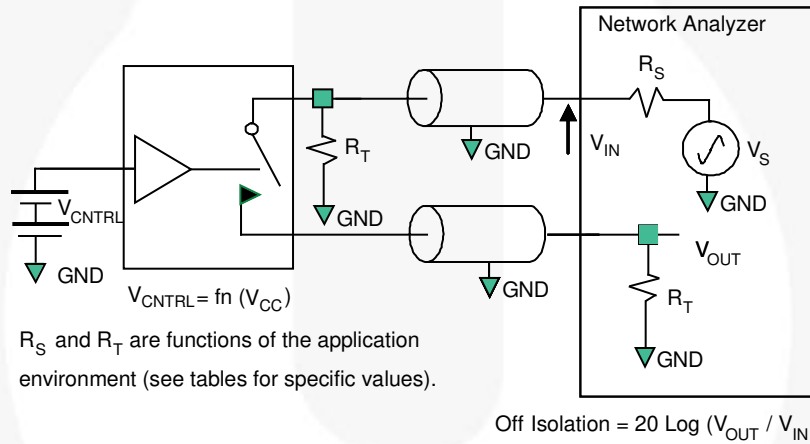 Network Analyzer
R_S
GND
V_IN
V_S
R_T
V_CNTRL
GND
GND
GND
V_OUT
GND
R_T
GND
V_CNTRL = fn (V_CC)
R_S and R_T are functions of the application
environment (see tables for specific values).
Off Isolation = 20 Log (V_OUT / V_IN